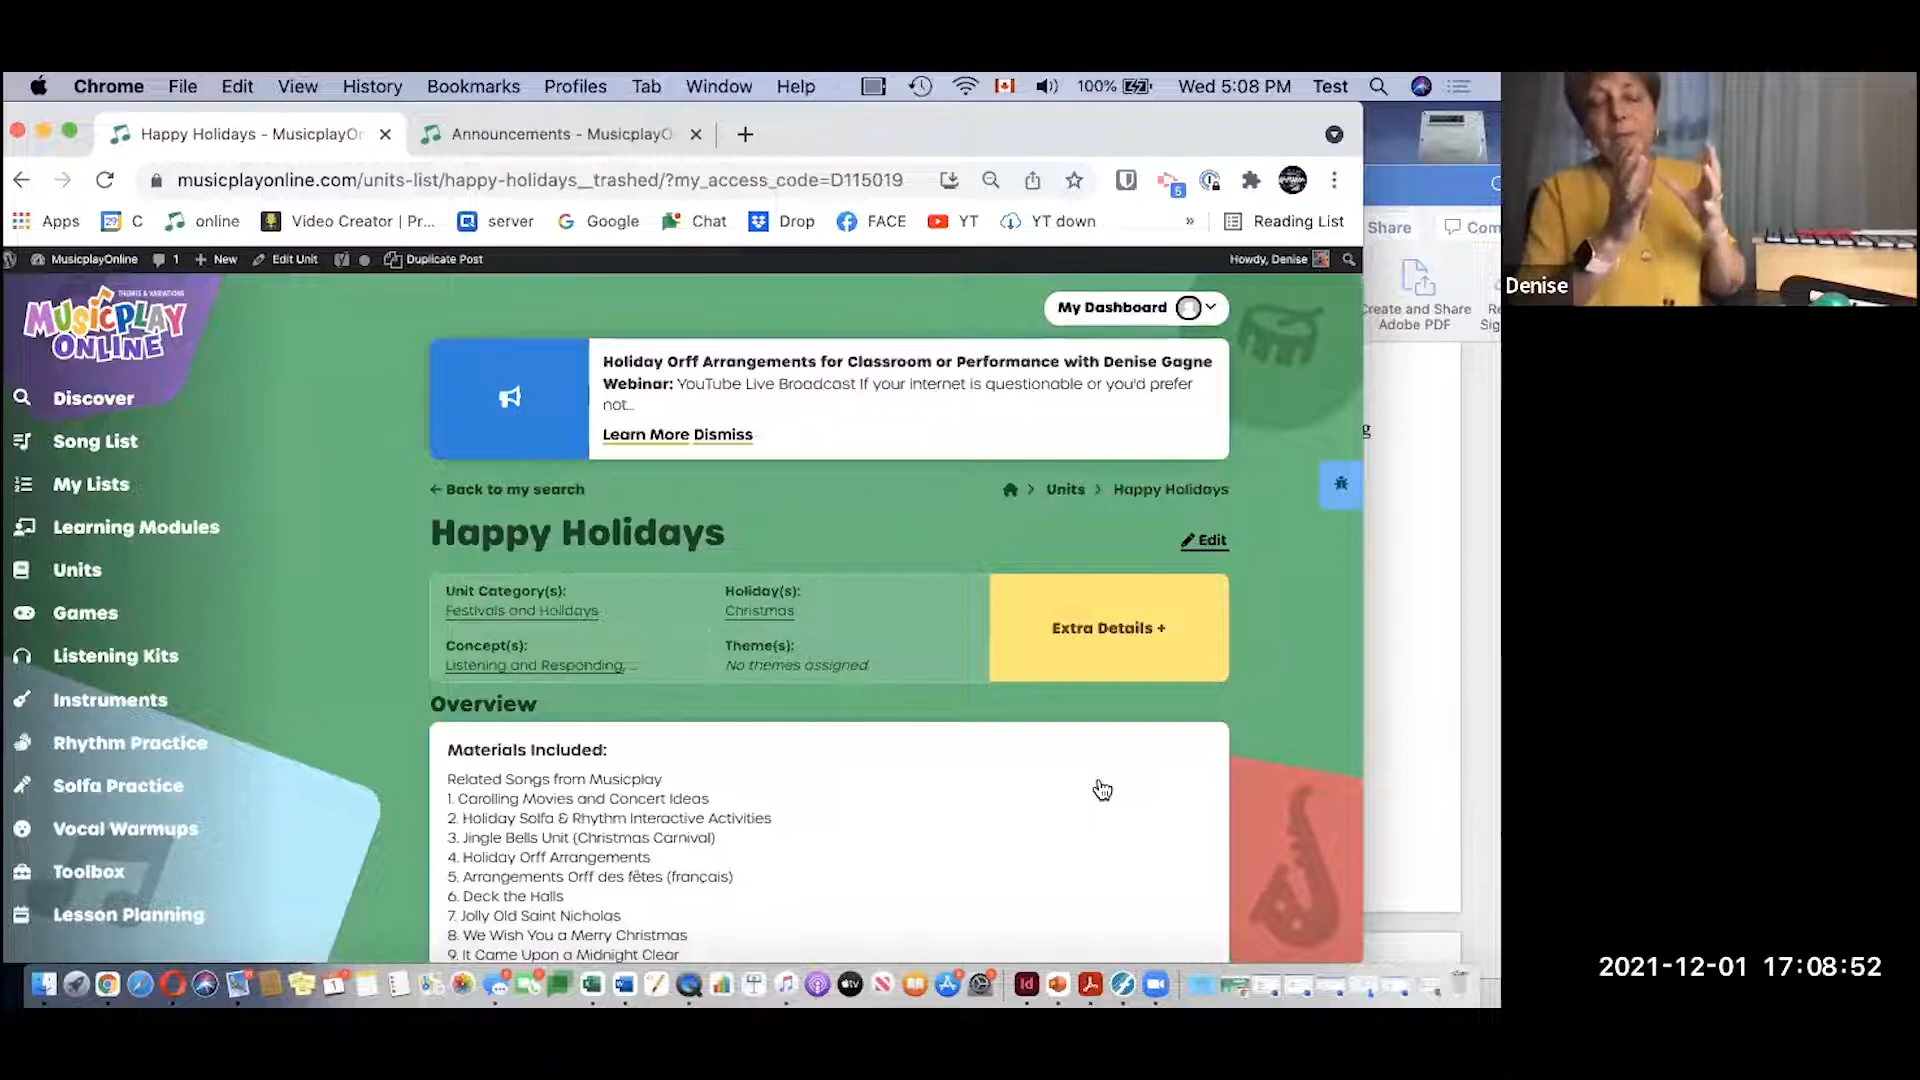 Chrome File Edit View History Bookmarks Profiles Tab Window Help 100% Wed 5:08 PM Test
Happy Holidays - MusicplayOn
Announcements - MusicplayO
musicplayonline.com/units-list/happy-holidays__trashed/?my_access_code=D115019
5
Apps 29 C online Video Creator | Pr... server Google Chat Drop FACE YT YT down » Reading List
MusicplayOnline 1 New Edit Unit Duplicate Post Howdy, Denise
Share Com
Create and Share
Adobe PDF
Denise
THEMES & VARIATIONS
MUSICPLAY
ONLINE
Discover
Song List
My Lists
Learning Modules
Units
Games
Listening Kits
Instruments
Rhythm Practice
Solfa Practice
Vocal Warmups
Toolbox
Lesson Planning
My Dashboard
Holiday Orff Arrangements for Classroom or Performance with Denise Gagne
Webinar: YouTube Live Broadcast If your internet is questionable or you'd prefer
not...
Learn More Dismiss
← Back to my search
Units > Happy Holidays
Happy Holidays
Edit
Unit Category(s):
Festivals and Holidays
Holiday(s):
Christmas
Concept(s):
Listening and Responding, ...
Theme(s):
No themes assigned.
Extra Details +
Overview
Materials Included:
Related Songs from Musicplay
1. Carolling Movies and Concert Ideas
2. Holiday Solfa & Rhythm Interactive Activities
3. Jingle Bells Unit (Christmas Carnival)
4. Holiday Orff Arrangements
5. Arrangements Orff des fêtes (français)
6. Deck the Halls
7. Jolly Old Saint Nicholas
8. We Wish You a Merry Christmas
9. It Came Upon a Midnight Clear
2021-12-01 17:08:52